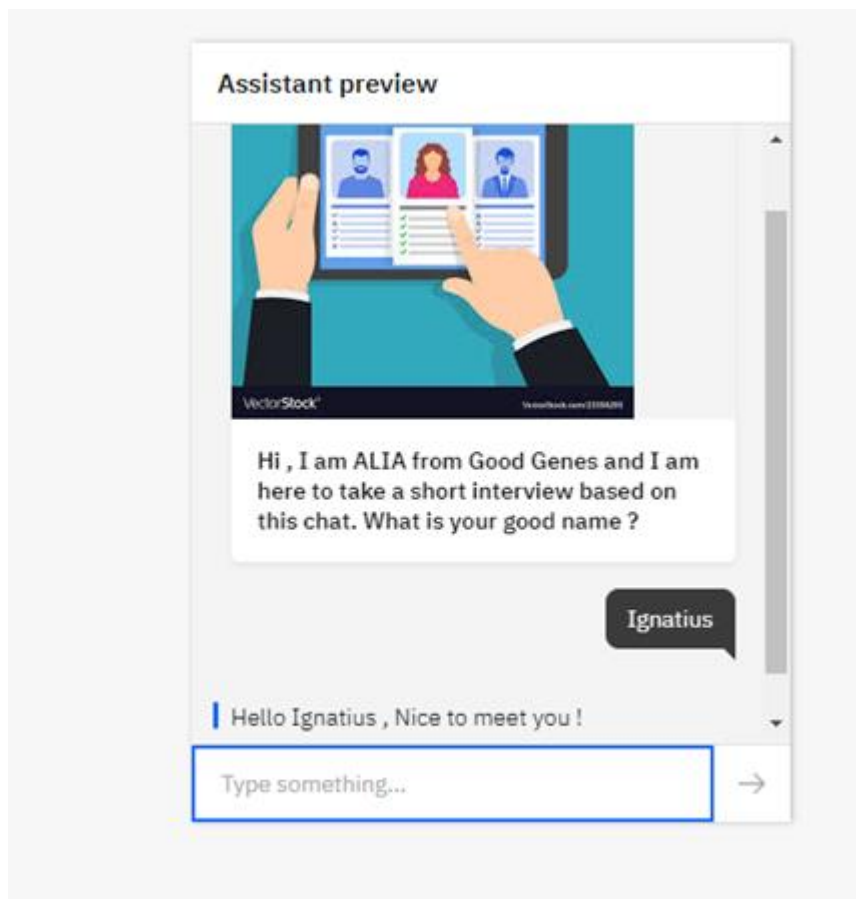 Assistant preview
VectorStock®
Hi , I am ALIA from Good Genes and I am
here to take a short interview based on
this chat. What is your good name ?
Ignatius
Hello Ignatius , Nice to meet you !
Type something...